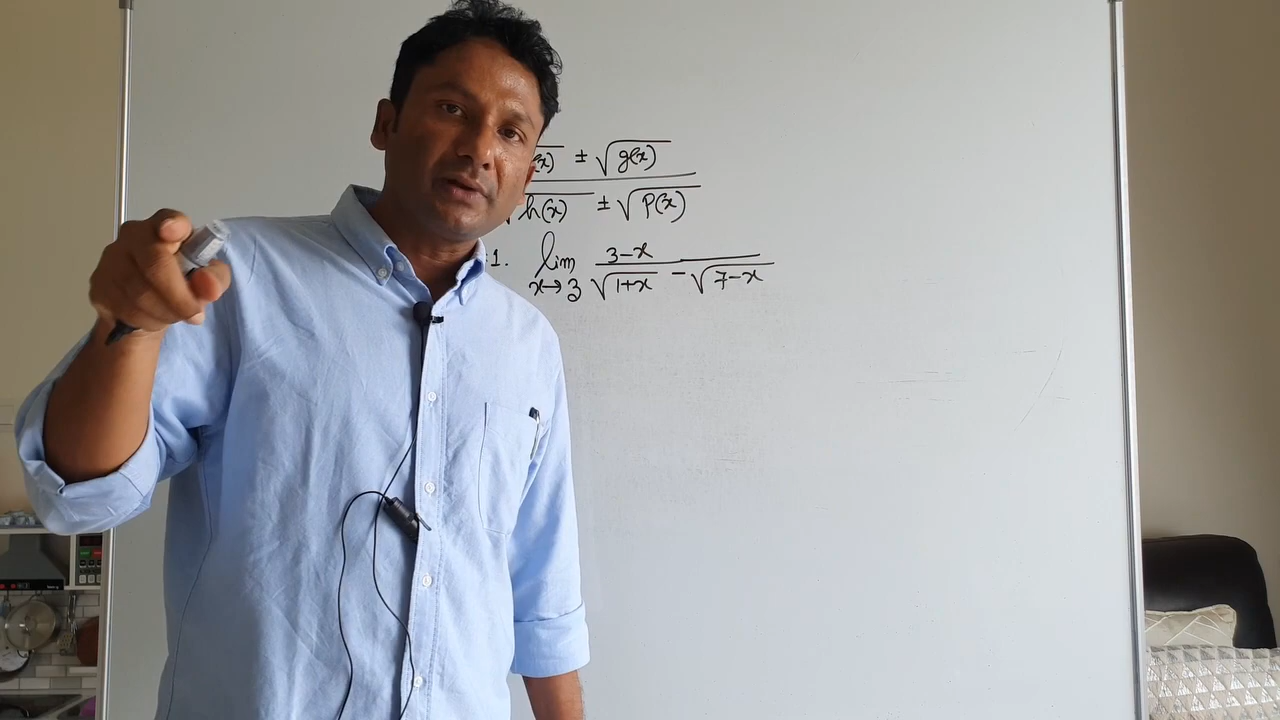 (x) ± √g(x)
√h(x) ± √p(x)
1. lim 3-x
x→3 √1+x - √7-x